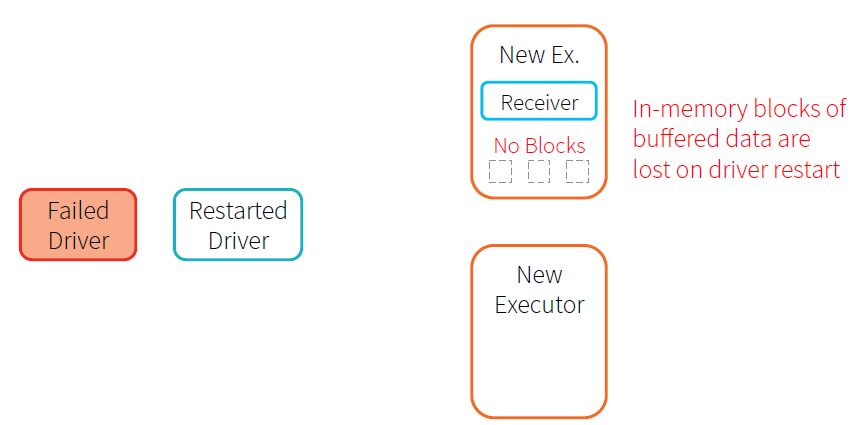 New Ex.
Receiver
No Blocks
In-memory blocks of
buffered data are
lost on driver restart
Failed
Driver
Restarted
Driver
New
Executor